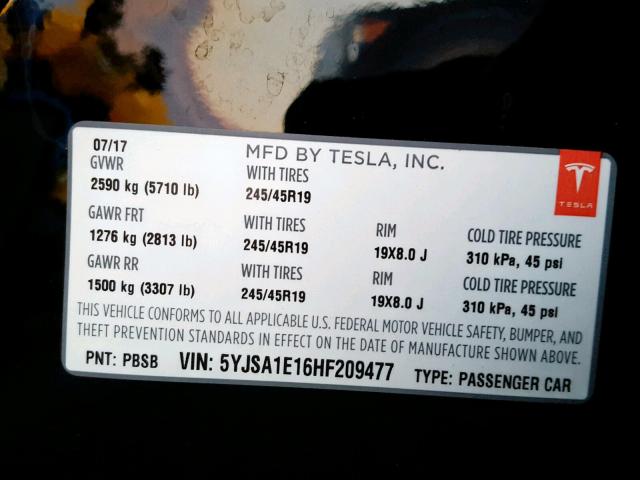 07/17 MFD BY TESLA, INC.
GVWR WITH TIRES
2590 kg (5710 lb) 245/45R19
TESLA
GAWR FRT WITH TIRES RIM COLD TIRE PRESSURE
1276 kg (2813 lb) 245/45R19 19X8.0 J 310 kPa, 45 psi
GAWR RR WITH TIRES RIM COLD TIRE PRESSURE
1500 kg (3307 lb) 245/45R19 19X8.0 J 310 kPa, 45 psi
THIS VEHICLE CONFORMS TO ALL APPLICABLE U.S. FEDERAL MOTOR VEHICLE SAFETY, BUMPER, AND
THEFT PREVENTION STANDARDS IN EFFECT ON THE DATE OF MANUFACTURE SHOWN ABOVE.
PNT: PBSB VIN: 5YJSA1E16HF209477 TYPE: PASSENGER CAR